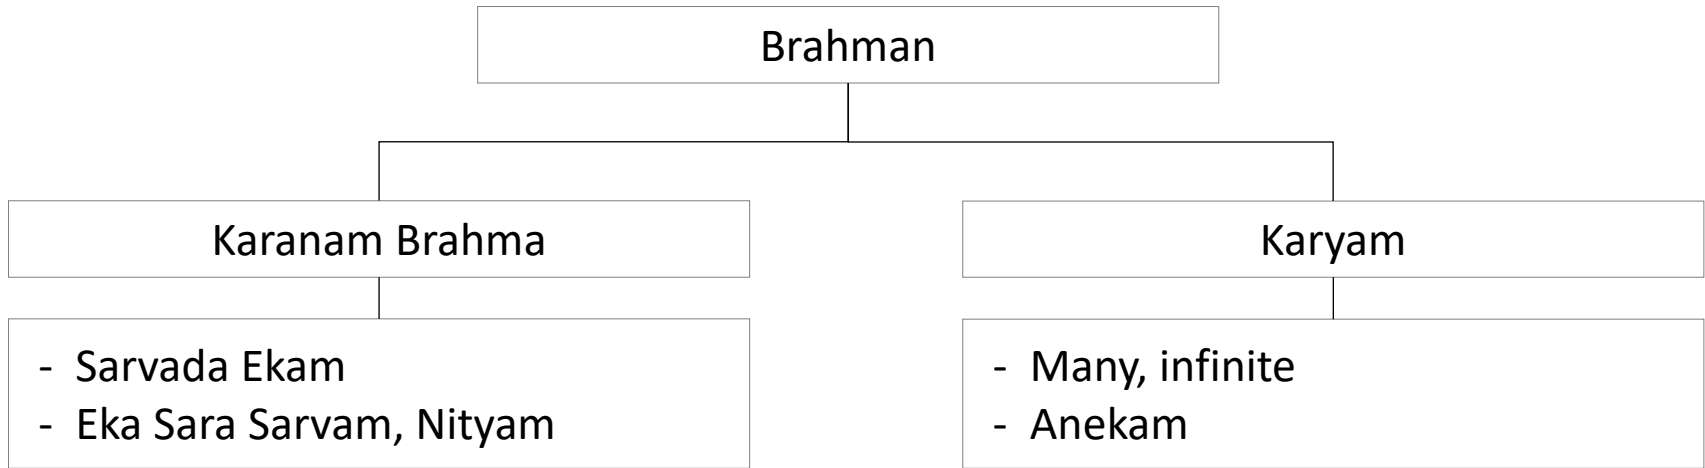 Brahman
Karanam Brahma
Karyam
- Sarvada Ekam
- Eka Sara Sarvam, Nityam
- Many, infinite
- Anekam